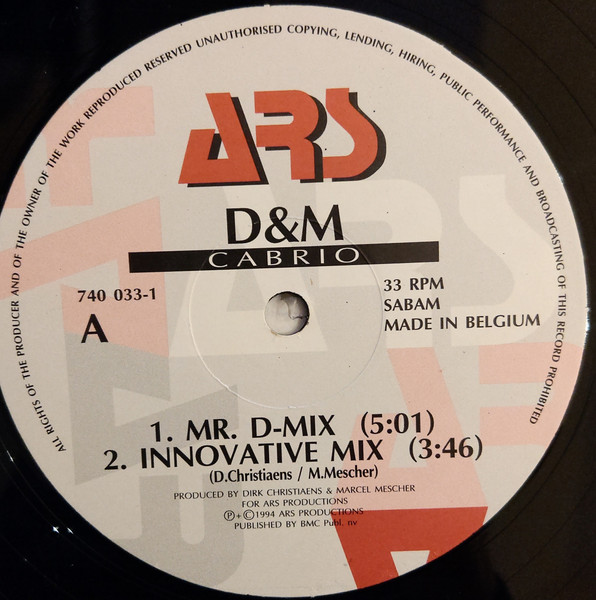 ALL RIGHTS OF THE PRODUCER AND OF THE OWNER OF THE WORK REPRODUCED RESERVED UNAUTHORISED COPYING, LENDING, HIRING, PUBLIC PERFORMANCE AND BROADCASTING OF THIS RECORD PROHIBITED
ARS
D&M
CABRIO
740 033-1
A
33 RPM
SABAM
MADE IN BELGIUM
1. MR. D-MIX (5:01)
2. INNOVATIVE MIX (3:46)
(D.Christiaens / M.Mescher)
PRODUCED BY DIRK CHRISTIAENS & MARCEL MESCHER
FOR ARS PRODUCTIONS
Ⓟ+©1994 ARS PRODUCTIONS
PUBLISHED BY BMC Publ. nv